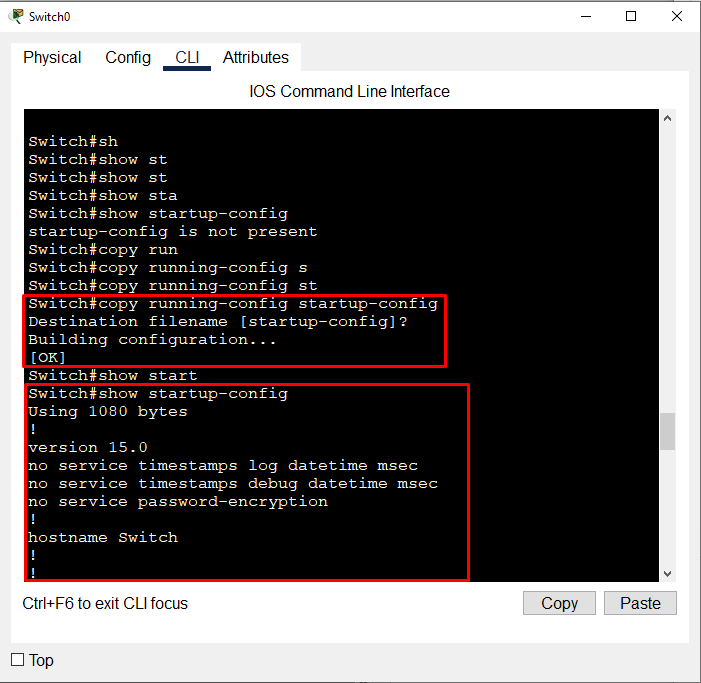 Switch0
Physical Config CLI Attributes
IOS Command Line Interface
Switch#sh
Switch#show st
Switch#show st
Switch#show sta
Switch#show startup-config
startup-config is not present
Switch#copy run
Switch#copy running-config s
Switch#copy running-config st
Switch#copy running-config startup-config
Destination filename [startup-config]?
Building configuration...
[OK]
Switch#show start
Switch#show startup-config
Using 1080 bytes
!
version 15.0
no service timestamps log datetime msec
no service timestamps debug datetime msec
no service password-encryption
!
hostname Switch
!
!
Ctrl+F6 to exit CLI focus
Copy Paste
Top